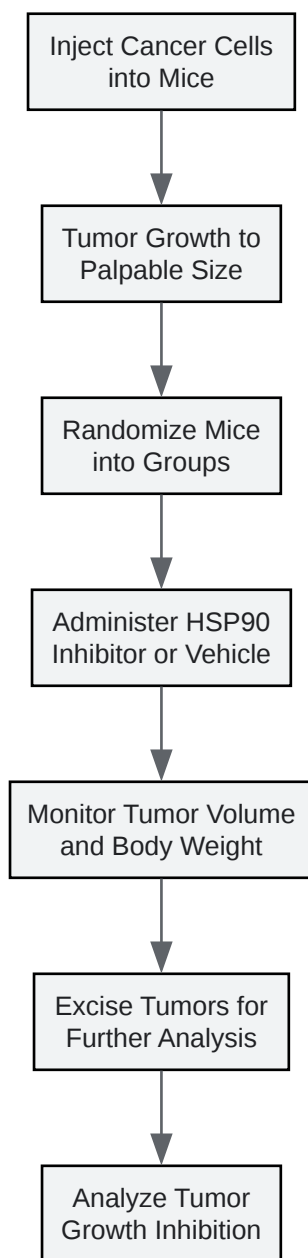 Inject Cancer Cells
into Mice
Tumor Growth to
Palpable Size
Randomize Mice
into Groups
Administer HSP90
Inhibitor or Vehicle
Monitor Tumor Volume
and Body Weight
Excise Tumors for
Further Analysis
Analyze Tumor
Growth Inhibition